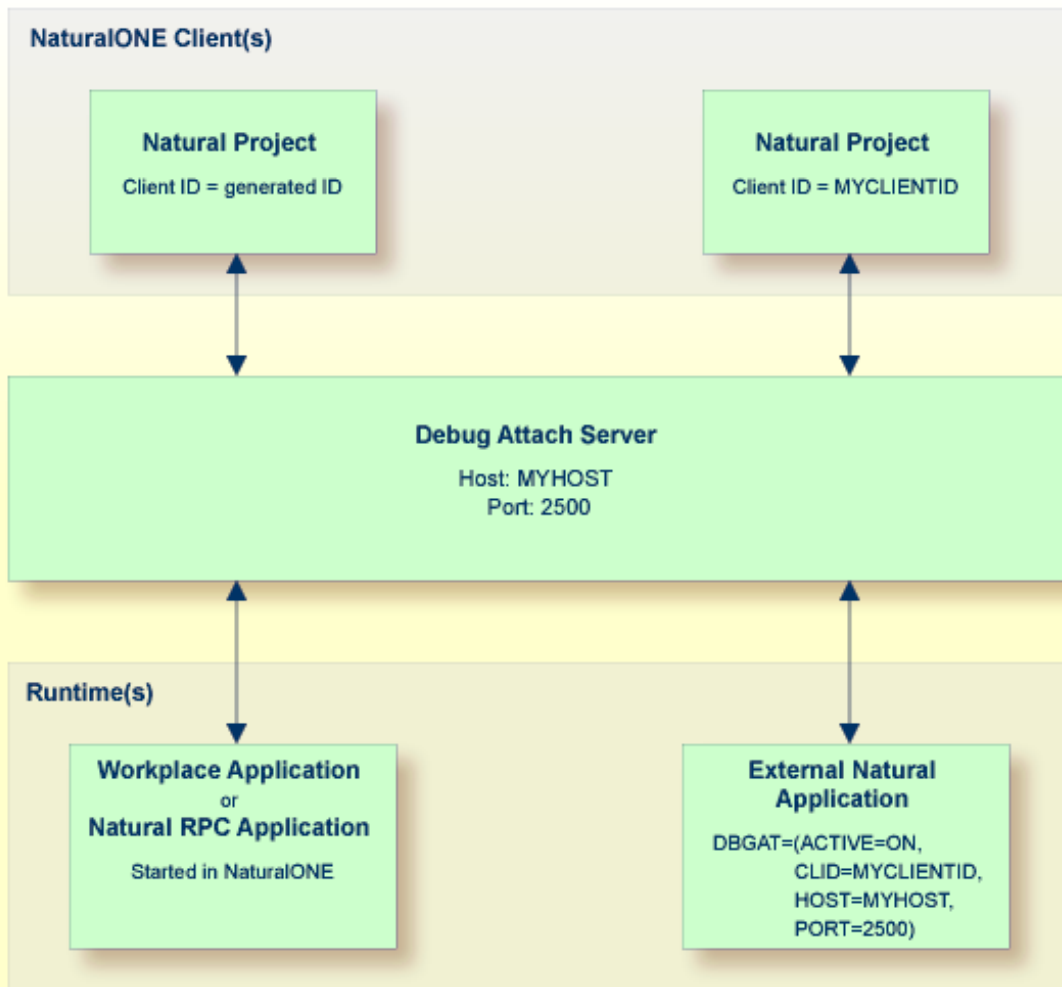 NaturalONE Client(s)
Natural Project
Client ID = generated ID
Natural Project
Client ID = MYCLIENTID
Debug Attach Server
Host: MYHOST
Port: 2500
Runtime(s)
Workplace Application
or
Natural RPC Application
Started in NaturalONE
External Natural
Application
DBGAT=(ACTIVE=ON,
CLID=MYCLIENTID,
HOST=MYHOST,
PORT=2500)